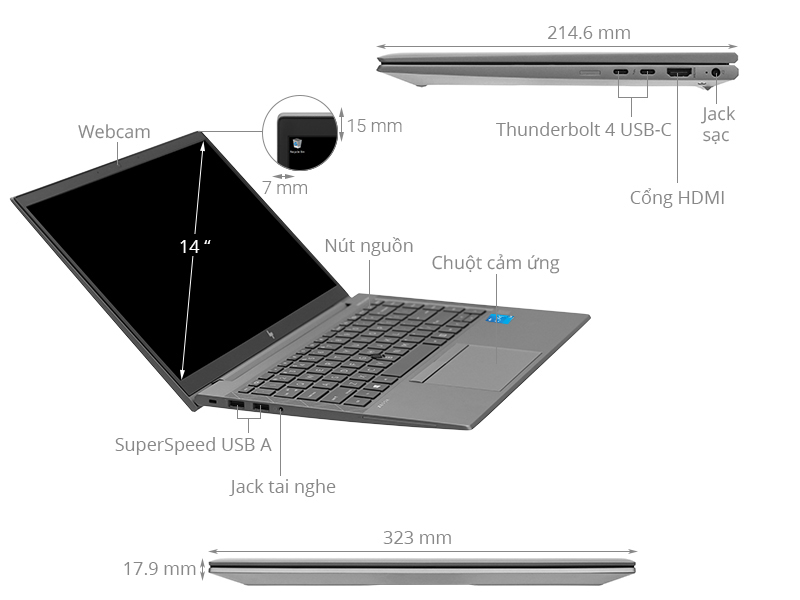 214.6 mm
Webcam
15 mm
Thunderbolt 4 USB-C
Jack
sạc
7 mm
Cổng HDMI
14 “
Nút nguồn
Chuột cảm ứng
SuperSpeed USB A
Jack tai nghe
323 mm
17.9 mm